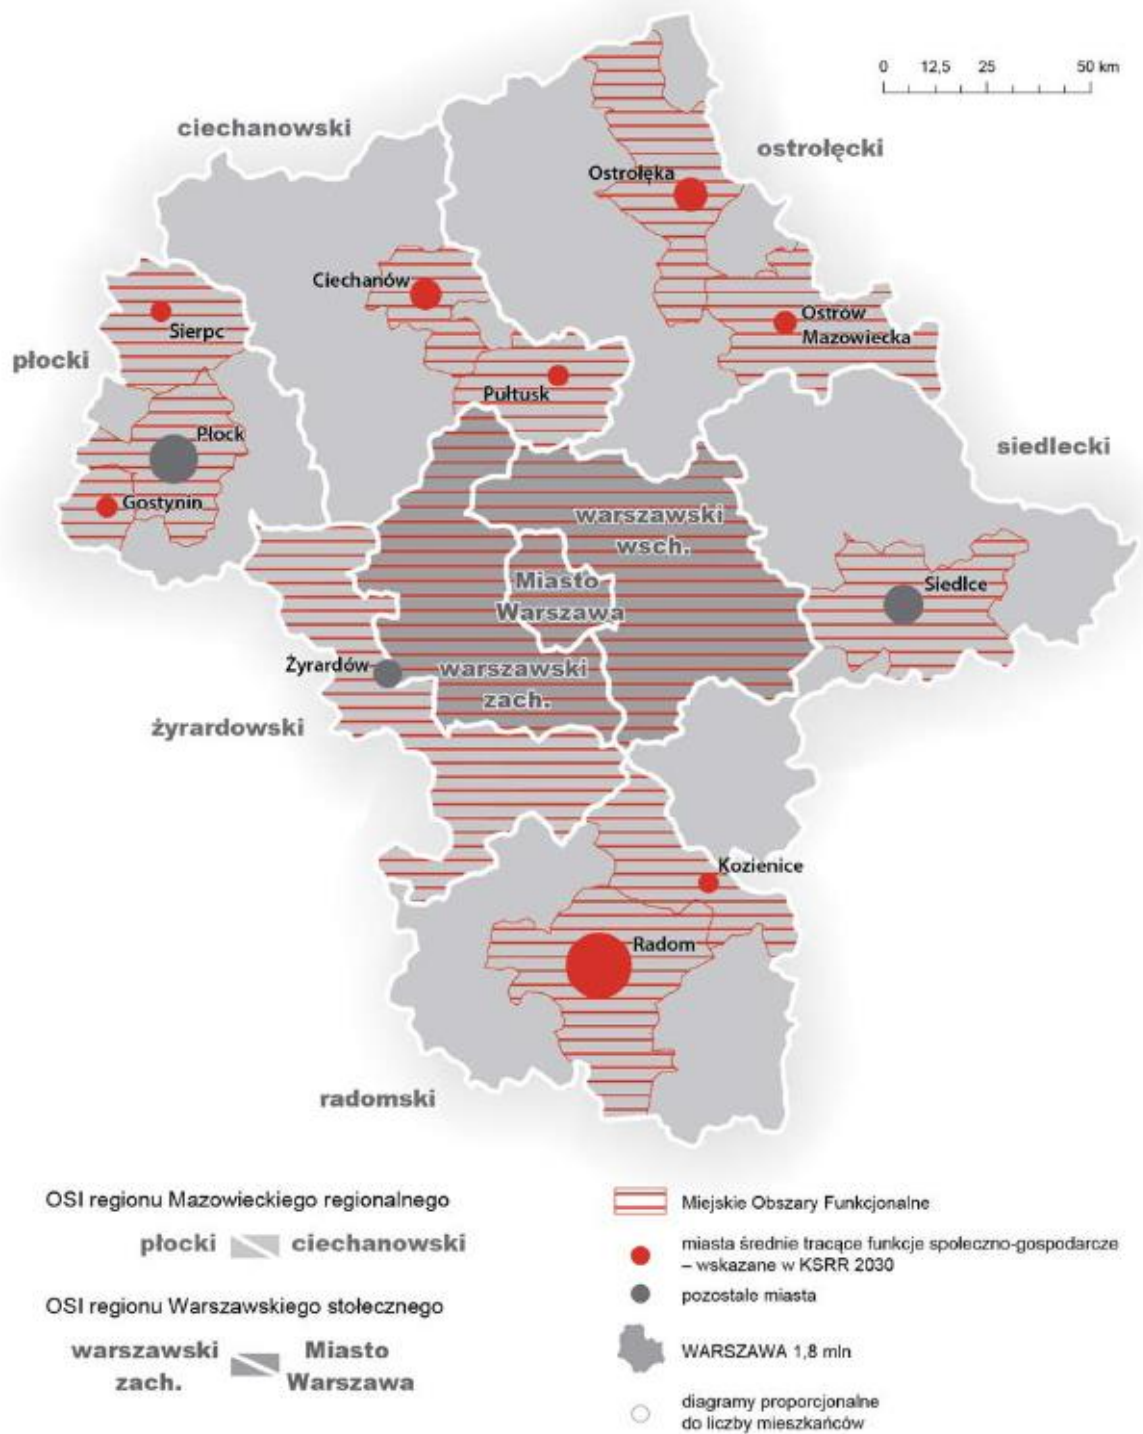 0 12,5 25 50 km
ciechanowski
ostrołęcki
Ostrołęka
Ciechanów
Sierpc
Ostrów
Mazowiecka
płocki
Pułtusk
Płock
siedlecki
Gostynin
warszawski
wsch.
Miasto
Warszawa
Siedlce
Żyrardów
warszawski
zach.
żyrardowski
Kozienice
Radom
radomski
OSI regionu Mazowieckiego regionalnego
płocki ciechanowski
OSI regionu Warszawskiego stołecznego
warszawski
zach.
Miasto
Warszawa
Miejskie Obszary Funkcjonalne
miasta średnie tracące funkcje społeczno-gospodarcze
– wskazane w KSRR 2030
pozostałe miasta
WARSZAWA 1,8 mln
diagramy proporcjonalne
do liczby mieszkańców